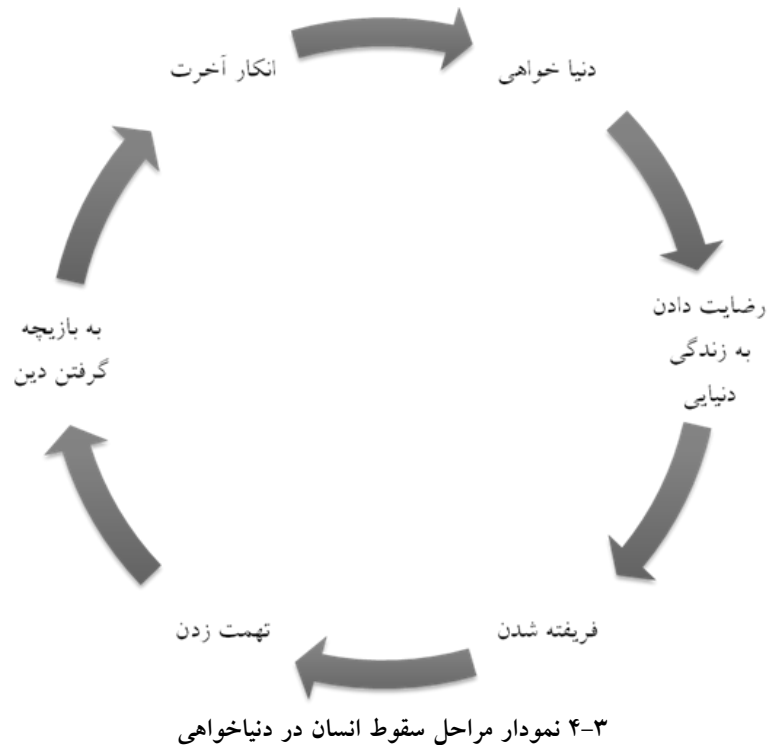 دنیا خواهی
رضایت دادن
به زندگی
دنیایی
فریفته شدن
تهمت زدن
به بازیچه
گرفتن دین
انکار آخرت
۳-۴ نمودار مراحل سقوط انسان در دنیاخواهی